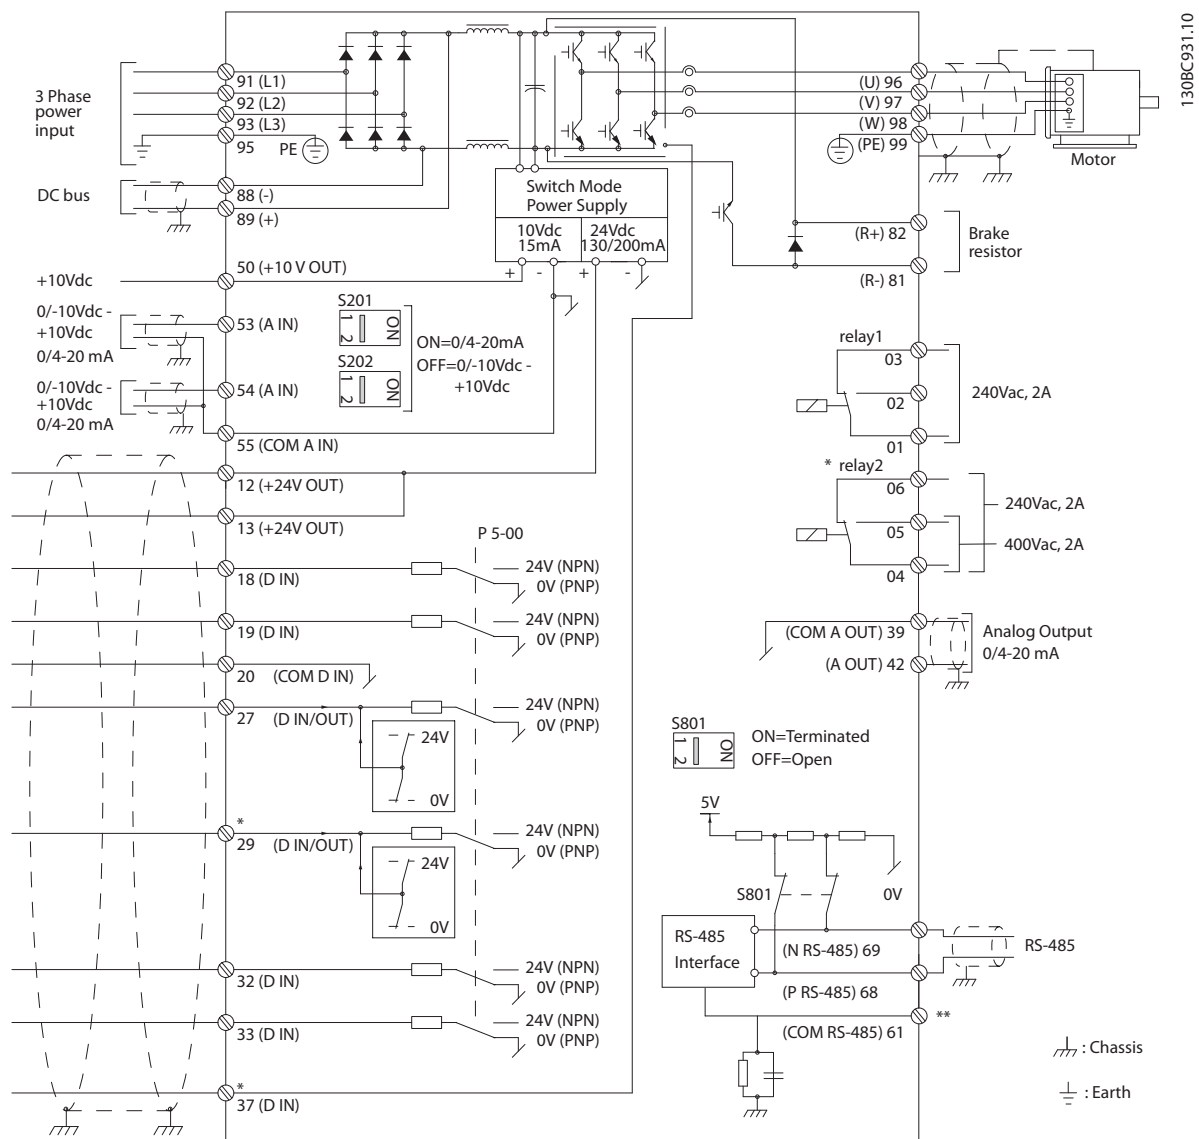 130BC931.10
3 Phase
power
input
91 (L1)
92 (L2)
93 (L3)
95
PE
DC bus
88 (-)
89 (+)
Switch Mode
Power Supply
10Vdc
15mA
24Vdc
130/200mA
+
-
+
-
(U) 96
(V) 97
(W) 98
(PE) 99
Motor
(R+) 82
(R-) 81
Brake
resistor
+10Vdc
50 (+10 V OUT)
0/-10Vdc -
+10Vdc
0/4-20 mA
53 (A IN)
0/-10Vdc -
+10Vdc
0/4-20 mA
54 (A IN)
55 (COM A IN)
S201
1
2
ON
S202
1
2
ON
ON=0/4-20mA
OFF=0/-10Vdc -
+10Vdc
12 (+24V OUT)
13 (+24V OUT)
P 5-00
18 (D IN)
24V (NPN)
0V (PNP)
19 (D IN)
24V (NPN)
0V (PNP)
20 (COM D IN)
27 (D IN/OUT)
24V (NPN)
0V (PNP)
24V
0V
*
29 (D IN/OUT)
24V (NPN)
0V (PNP)
24V
0V
32 (D IN)
24V (NPN)
0V (PNP)
33 (D IN)
24V (NPN)
0V (PNP)
*
37 (D IN)
relay1
03
02
01
240Vac, 2A
* relay2
06
05
04
240Vac, 2A
400Vac, 2A
(COM A OUT) 39
(A OUT) 42
Analog Output
0/4-20 mA
S801
1
2
ON
ON=Terminated
OFF=Open
5V
S801
0V
RS-485
Interface
(N RS-485) 69
(P RS-485) 68
(COM RS-485) 61
RS-485
**
: Chassis
: Earth